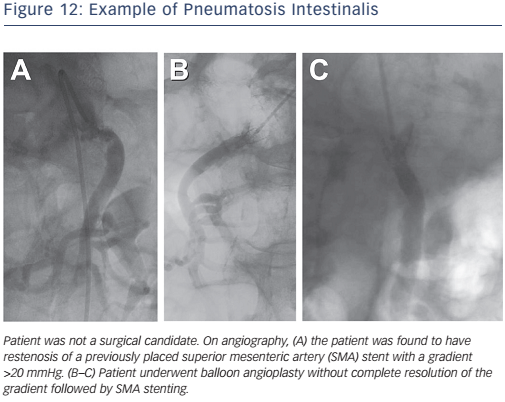 Figure 12: Example of Pneumatosis Intestinalis
A
B
C
Patient was not a surgical candidate. On angiography, (A) the patient was found to have
restenosis of a previously placed superior mesenteric artery (SMA) stent with a gradient
>20 mmHg. (B–C) Patient underwent balloon angioplasty without complete resolution of the
gradient followed by SMA stenting.